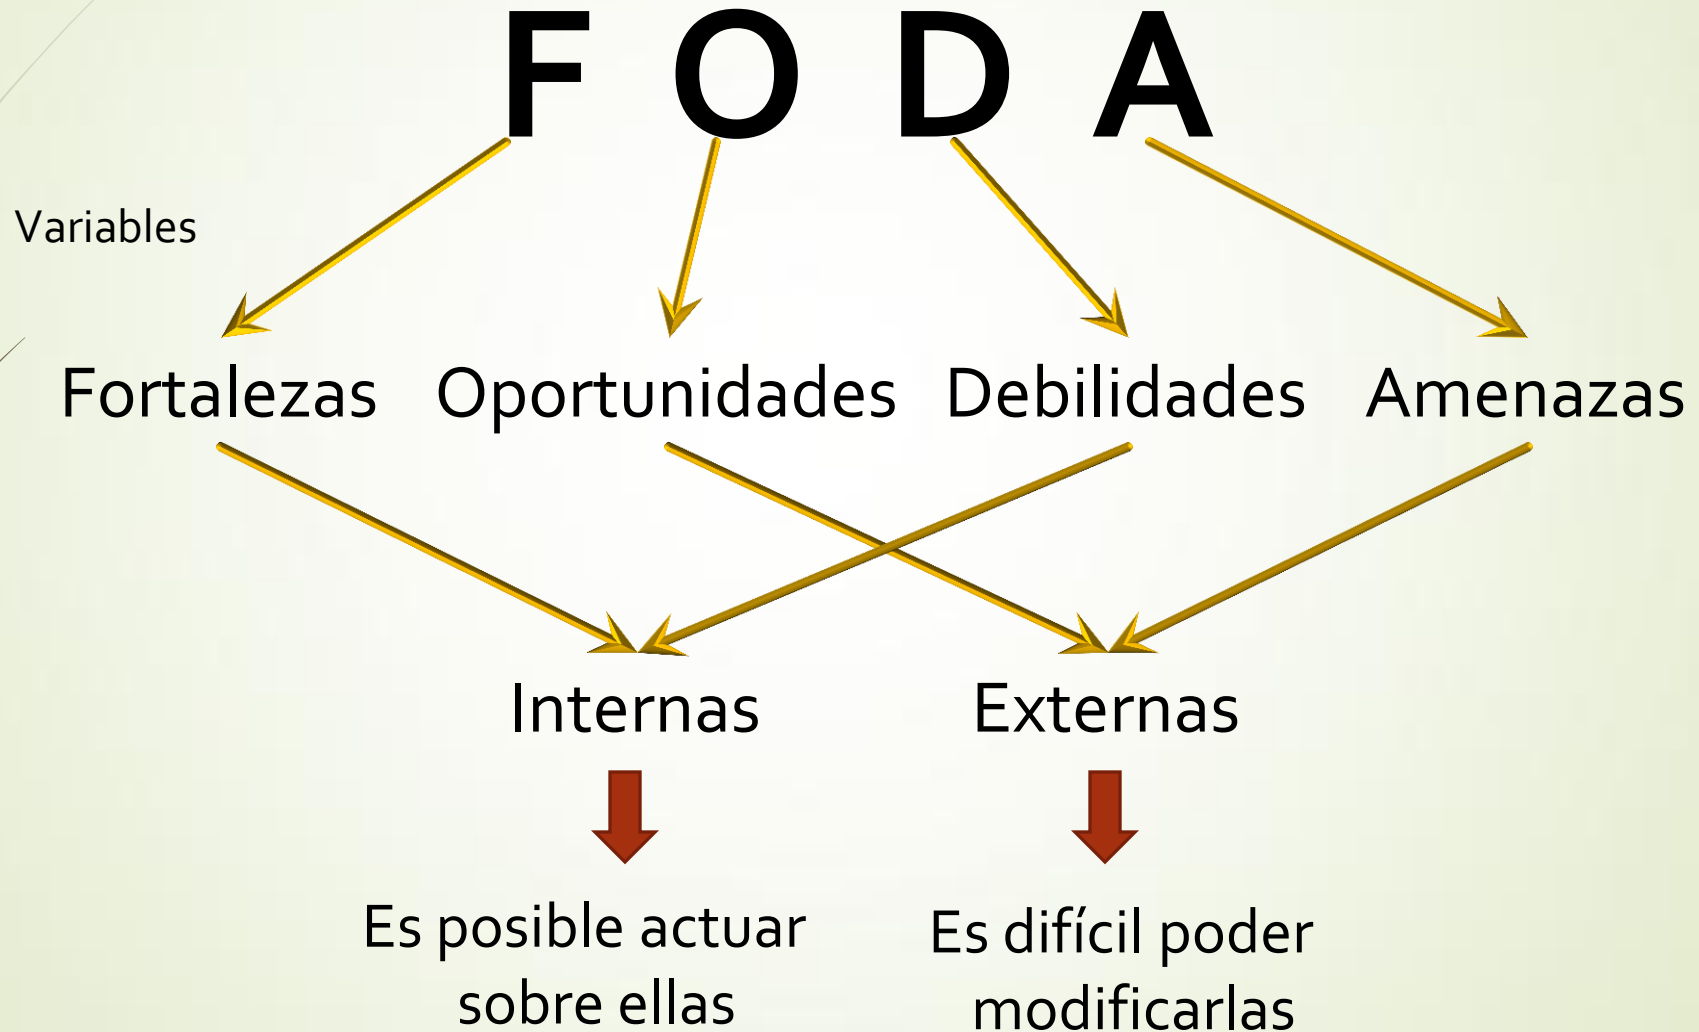 F O D A
Variables
Fortalezas Oportunidades Debilidades Amenazas
Internas Externas
Es posible actuar
sobre ellas
Es difícil poder
modificarlas